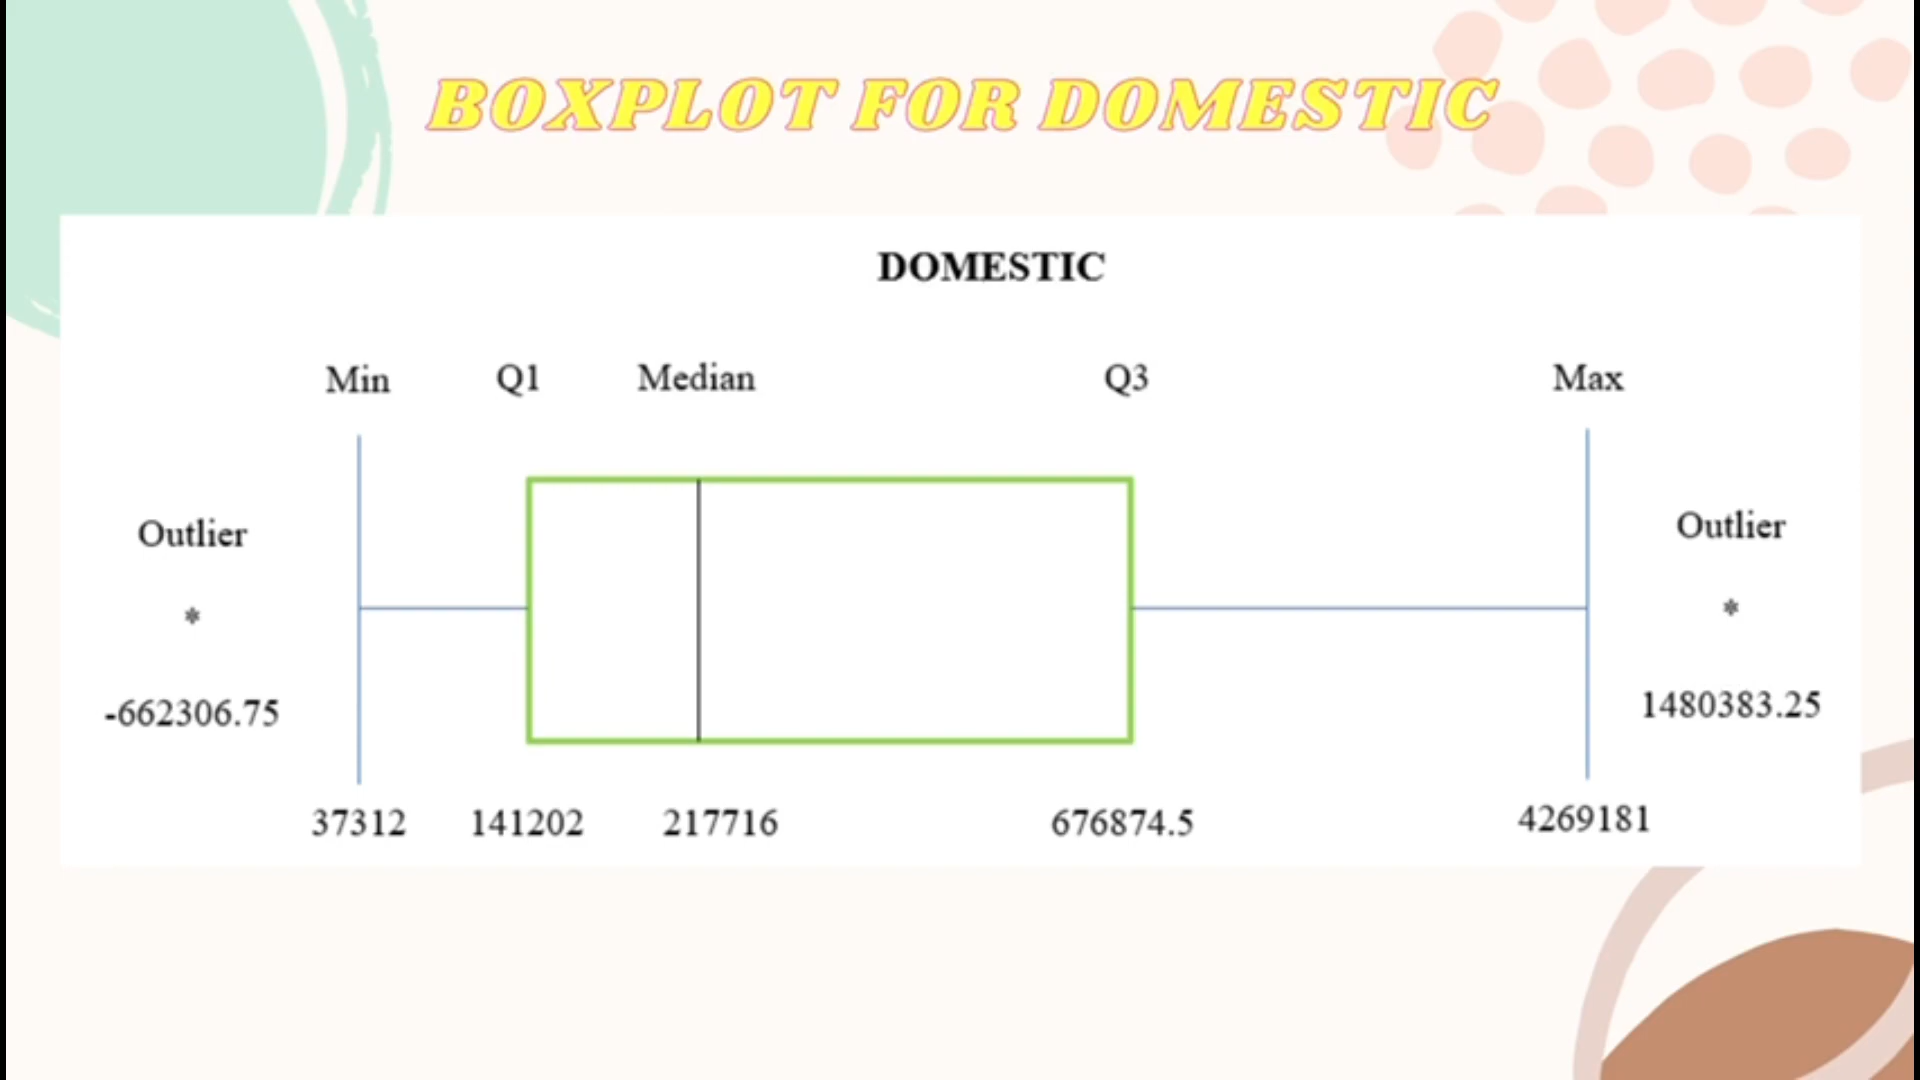 BOXPLOT FOR DOMESTIC
DOMESTIC
Min Q1 Median Q3 Max
Outlier Outlier
* *
-662306.75 1480383.25
37312 141202 217716 676874.5 4269181